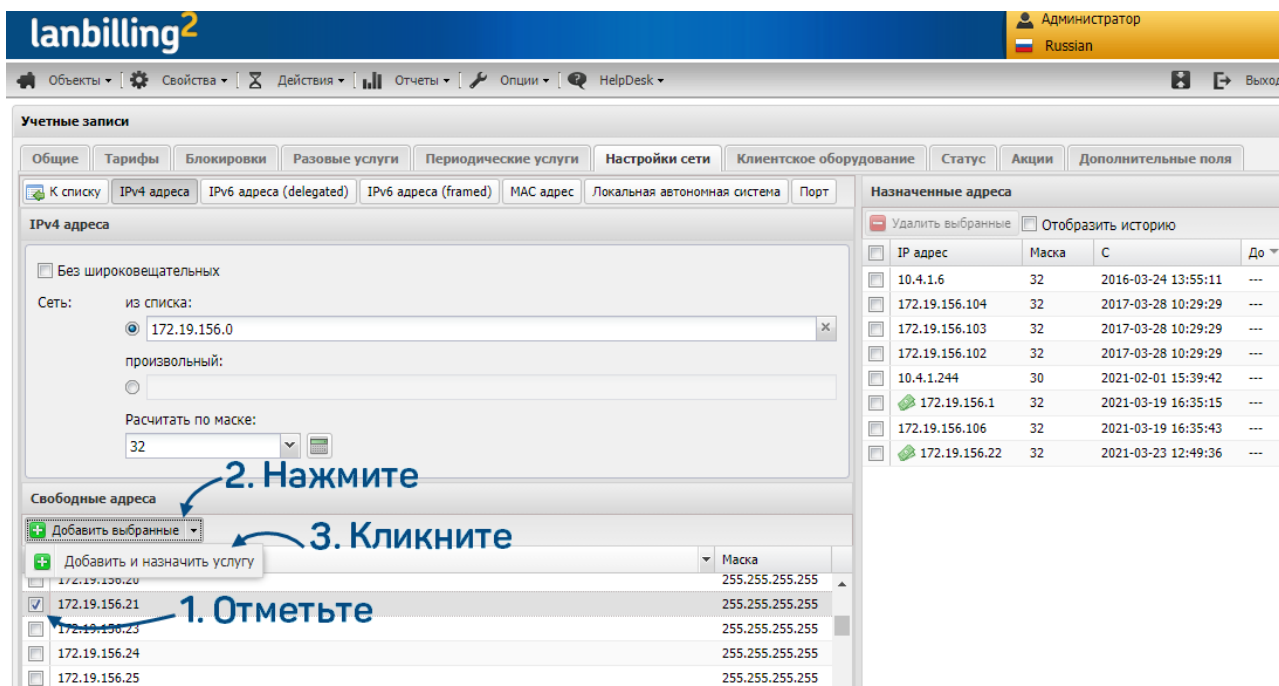 lanbilling2
Администратор
Russian
Объекты Свойства Действия Отчеты Опции HelpDesk Выход
Учетные записи
Общие Тарифы Блокировки Разовые услуги Периодические услуги Настройки сети Клиентское оборудование Статус Акции Дополнительные поля
К списку IPv4 адреса IPv6 адреса (delegated) IPv6 адреса (framed) MAC адрес Локальная автономная система Порт
IPv4 адреса
Без широковещательных
Сеть: из списка:
172.19.156.0
произвольный:
Расчитать по маске:
32
2. Нажмите
Свободные адреса
Добавить выбранные
3. Кликните
Добавить и назначить услугу
Маска
172.19.156.20 255.255.255.255
172.19.156.21 255.255.255.255
1. Отметьте
172.19.156.23 255.255.255.255
172.19.156.24 255.255.255.255
172.19.156.25 255.255.255.255
Назначенные адреса
Удалить выбранные Отобразить историю
IP адрес Маска С До
10.4.1.6 32 2016-03-24 13:55:11 ---
172.19.156.104 32 2017-03-28 10:29:29 ---
172.19.156.103 32 2017-03-28 10:29:29 ---
172.19.156.102 32 2017-03-28 10:29:29 ---
10.4.1.244 30 2021-02-01 15:39:42 ---
172.19.156.1 32 2021-03-19 16:35:15 ---
172.19.156.106 32 2021-03-19 16:35:43 ---
172.19.156.22 32 2021-03-23 12:49:36 ---